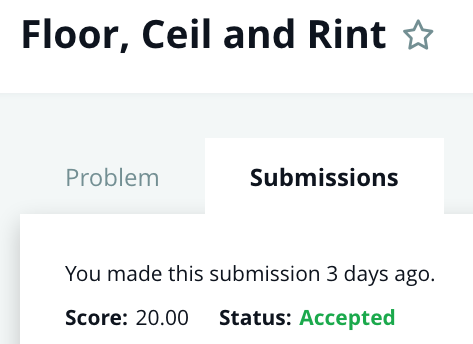 Floor, Ceil and Rint
Problem Submissions
You made this submission 3 days ago.
Score: 20.00 Status: Accepted